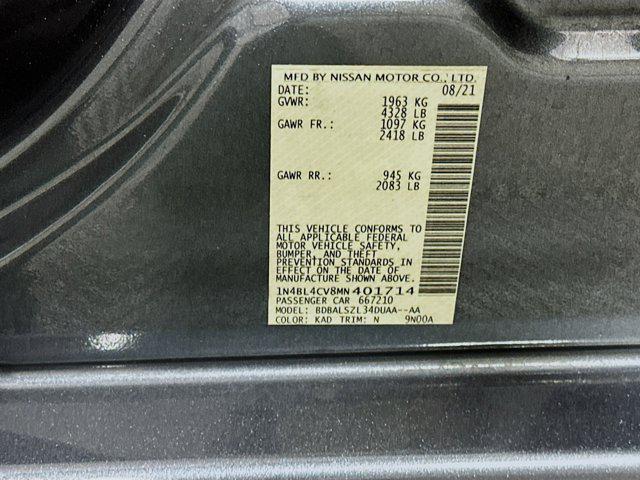 MFD BY NISSAN MOTOR CO., LTD.
DATE: 08/21
GVWR: 1963 KG
4328 LB
GAWR FR.: 1097 KG
2418 LB
GAWR RR.: 945 KG
2083 LB
THIS VEHICLE CONFORMS TO
ALL APPLICABLE FEDERAL
MOTOR VEHICLE SAFETY,
BUMPER, AND THEFT
PREVENTION STANDARDS IN
EFFECT ON THE DATE OF
MANUFACTURE SHOWN ABOVE.
1N4BL4CV8MN401714
PASSENGER CAR 667210
MODEL: BDBALSZL34DUAA--AA
COLOR: KAD TRIM: N 9N00A